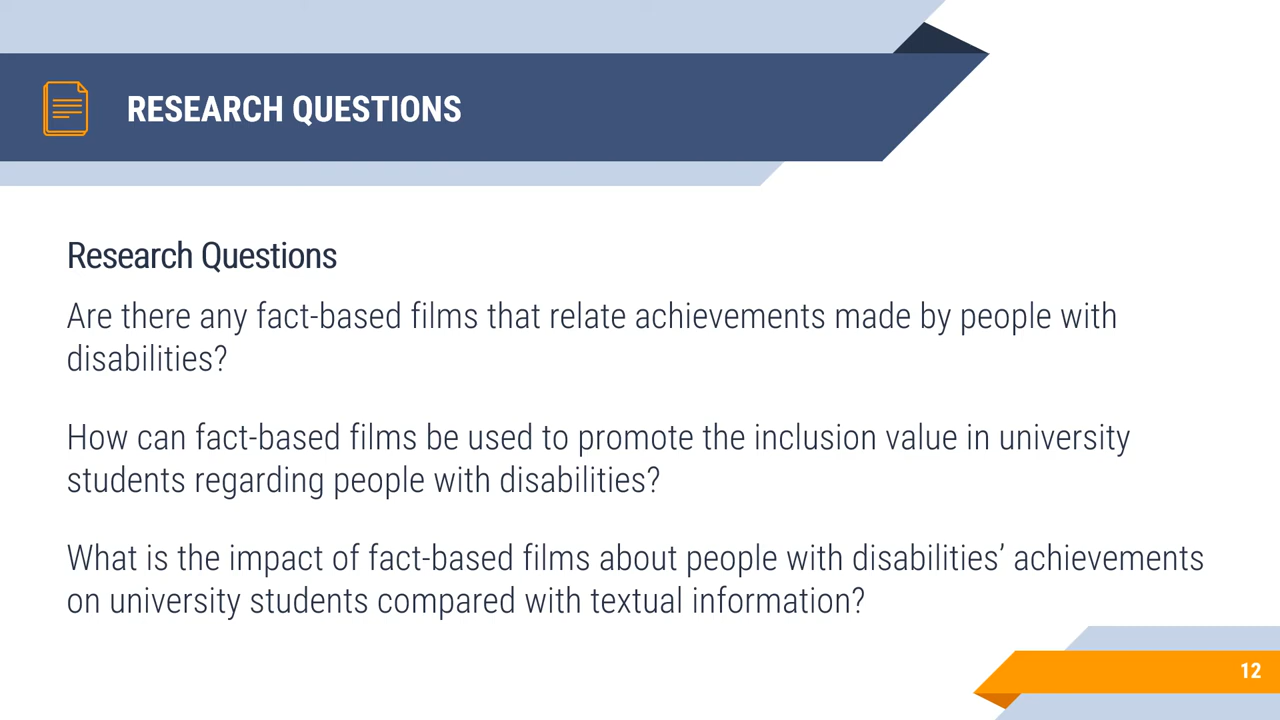 RESEARCH QUESTIONS
Research Questions
Are there any fact-based films that relate achievements made by people with
disabilities?
How can fact-based films be used to promote the inclusion value in university
students regarding people with disabilities?
What is the impact of fact-based films about people with disabilities’ achievements
on university students compared with textual information?
12